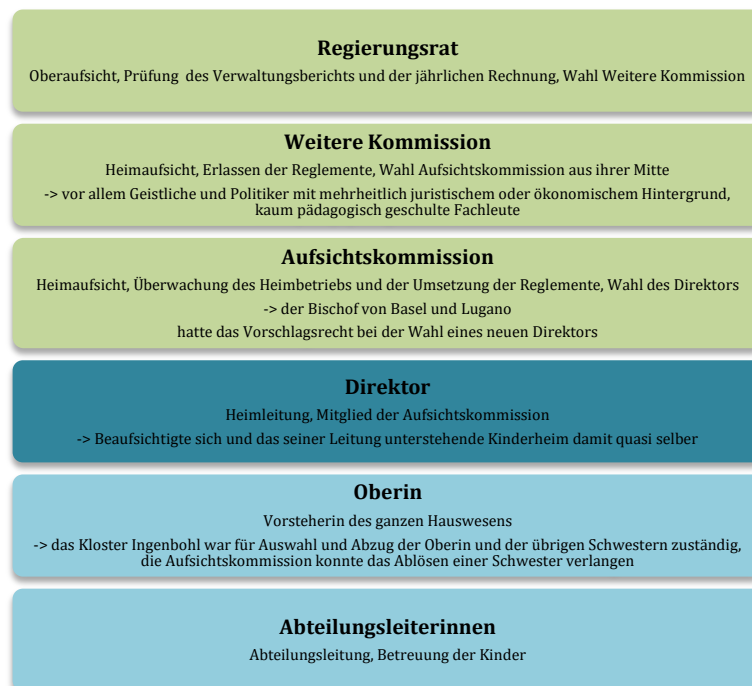 Regierungsrat
Oberaufsicht, Prüfung des Verwaltungsberichts und der jährlichen Rechnung, Wahl Weitere Kommission
Weitere Kommission
Heimaufsicht, Erlassen der Reglemente, Wahl Aufsichtskommission aus ihrer Mitte
-> vor allem Geistliche und Politiker mit mehrheitlich juristischem oder ökonomischem Hintergrund,
kaum pädagogisch geschulte Fachleute
Aufsichtskommission
Heimaufsicht, Überwachung des Heimbetriebs und der Umsetzung der Reglemente, Wahl des Direktors
-> der Bischof von Basel und Lugano
hatte das Vorschlagsrecht bei der Wahl eines neuen Direktors
Direktor
Heimleitung, Mitglied der Aufsichtskommission
-> Beaufsichtigte sich und das seiner Leitung unterstehende Kinderheim damit quasi selber
Oberin
Vorsteherin des ganzen Hauswesens
-> das Kloster Ingenbohl war für Auswahl und Abzug der Oberin und der übrigen Schwestern zuständig,
die Aufsichtskommission konnte das Ablösen einer Schwester verlangen
Abteilungsleiterinnen
Abteilungsleitung, Betreuung der Kinder